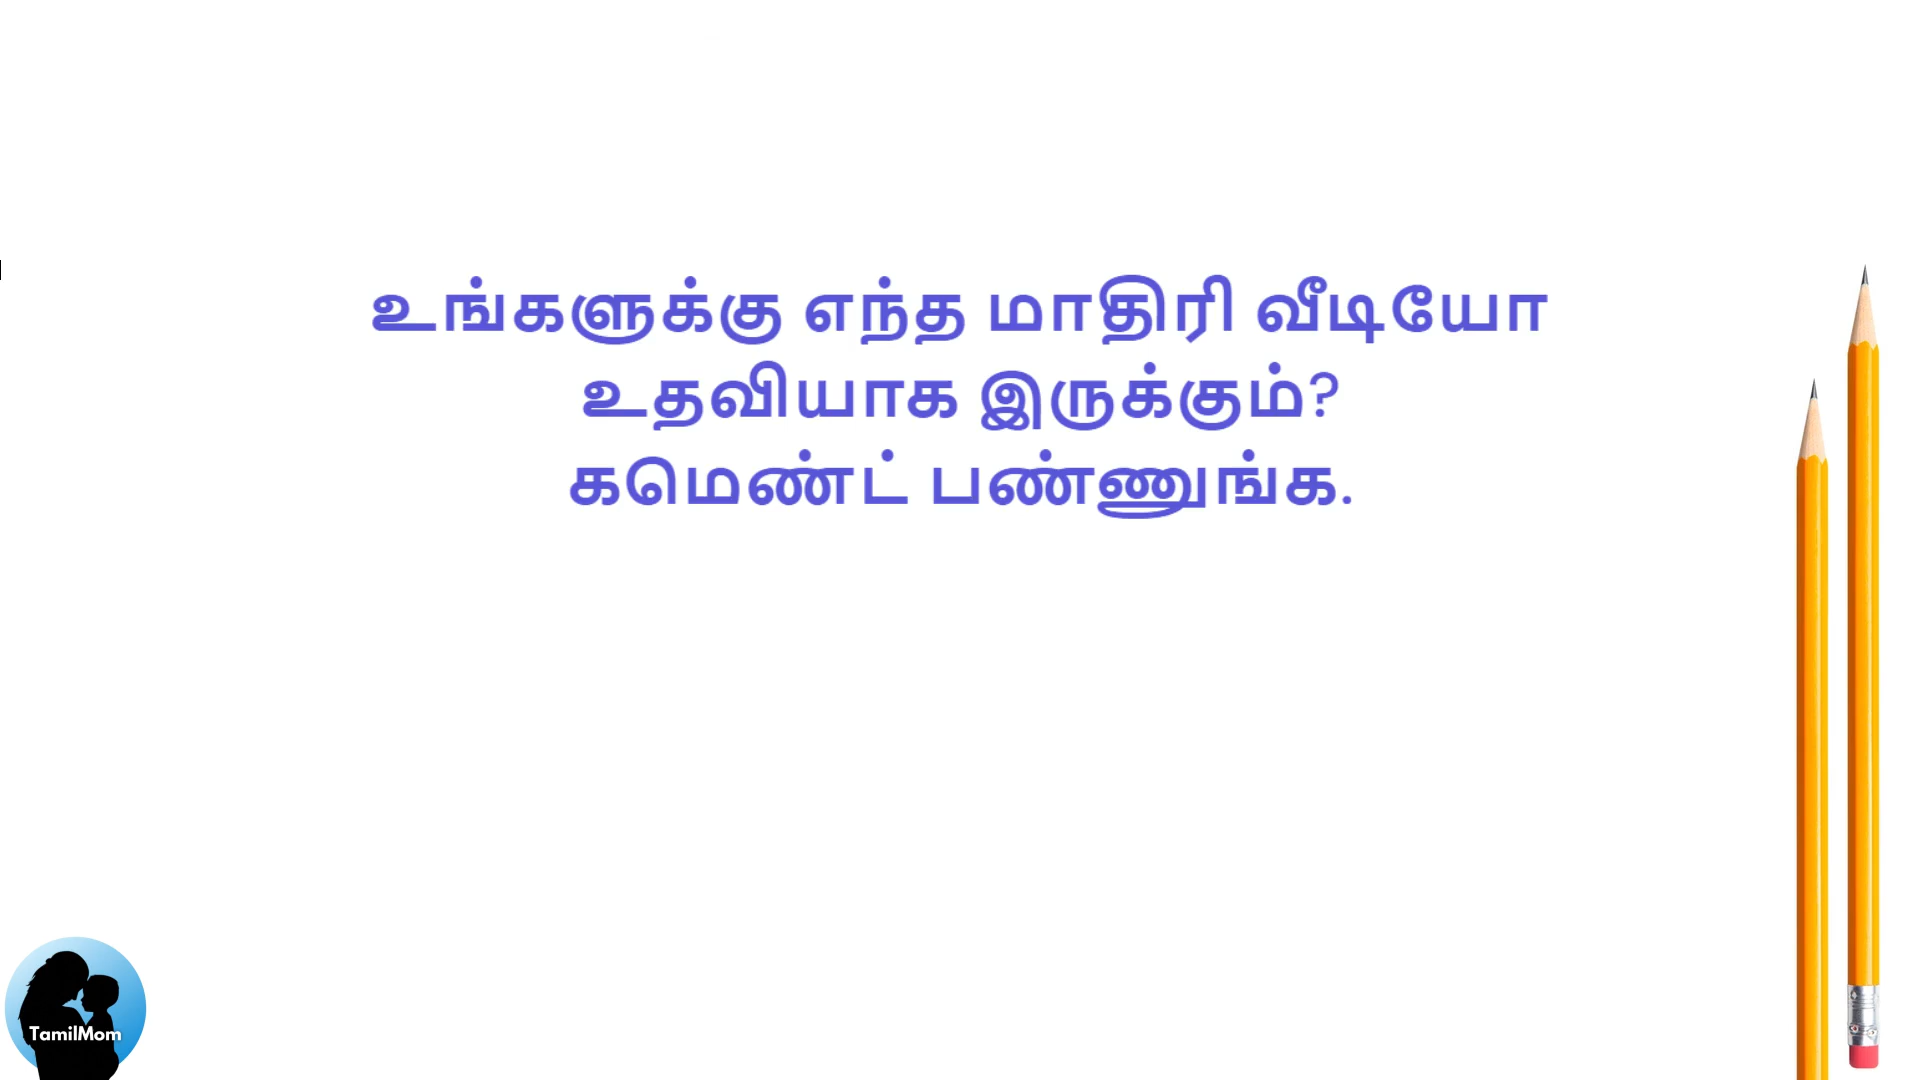 உங்களுக்கு எந்த மாதிரி வீடியோ
உதவியாக இருக்கும்?
கமெண்ட் பண்ணுங்க.
TamilMom